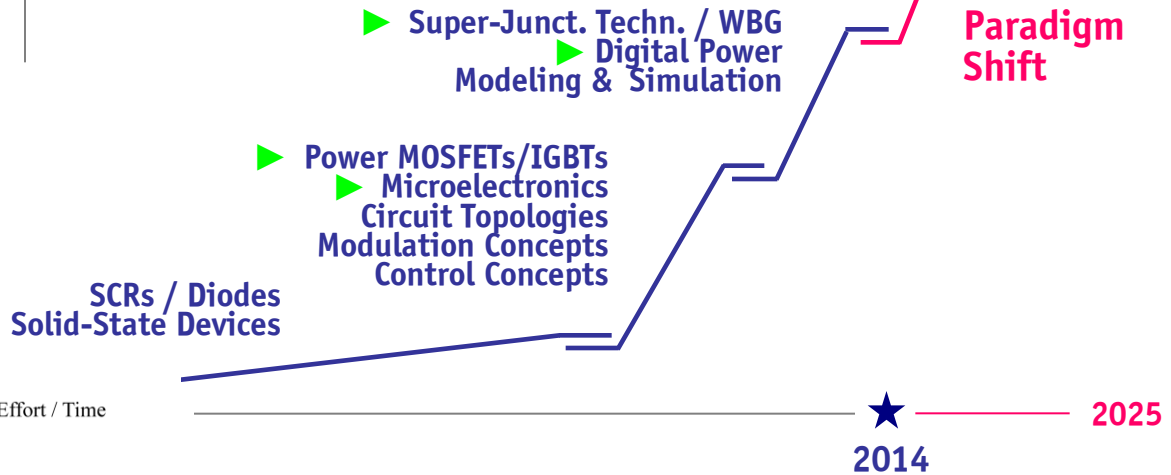 Super-Junct. Techn. / WBG
Digital Power
Modeling & Simulation
Paradigm
Shift
Power MOSFETs/IGBTs
Microelectronics
Circuit Topologies
Modulation Concepts
Control Concepts
SCRs / Diodes
Solid-State Devices
Effort / Time
2025
2014